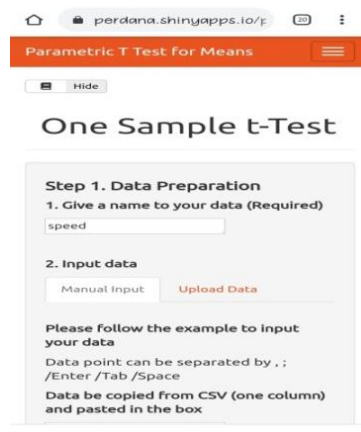 perdana.shinyapps.io/p
20
Parametric T Test for Means
Hide
One Sample t-Test
Step 1. Data Preparation
1. Give a name to your data (Required)
speed
2. Input data
Manual Input
Upload Data
Please follow the example to input
your data
Data point can be separated by , ;
/Enter /Tab /Space
Data be copied from CSV (one column)
and pasted in the box